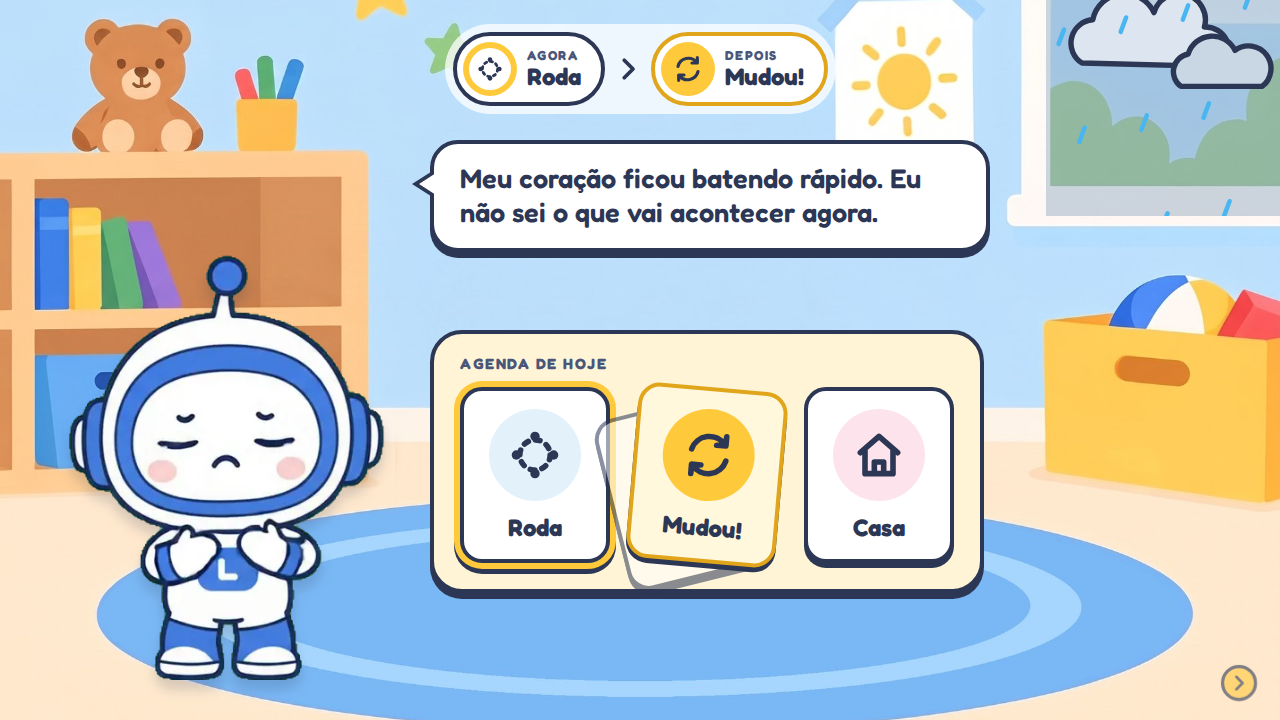 AGORA
Roda
DEPOIS
Mudou!
Meu coração ficou batendo rápido. Eu
não sei o que vai acontecer agora.
AGENDA DE HOJE
Roda
Mudou!
Casa
L